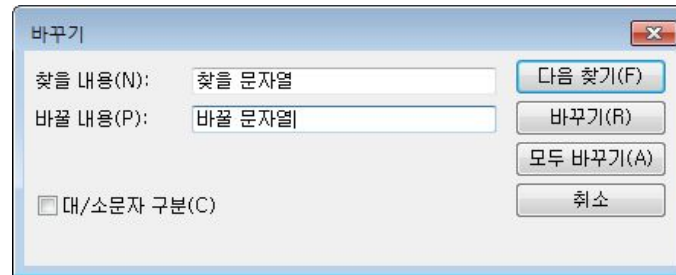 바꾸기
찾을 내용(N): 찾을 문자열 다음 찾기(F)
바꿀 내용(P): 바꿀 문자열 바꾸기(R)
모두 바꾸기(A)
대/소문자 구분(C) 취소